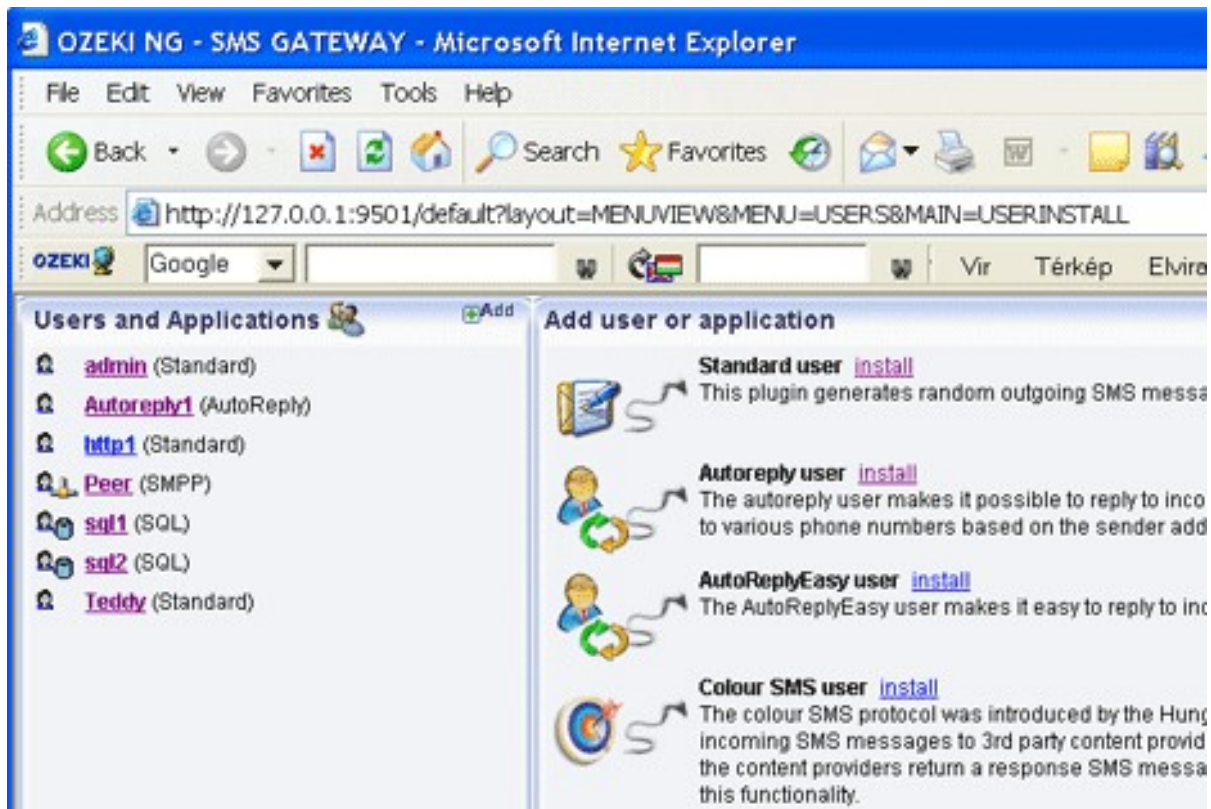 OZEKI NG - SMS GATEWAY - Microsoft Internet Explorer
File Edit View Favorites Tools Help
Back Search Favorites
Address http://127.0.0.1:9501/default?layout=MENUVIEW&MENU=USERS&MAIN=USERINSTALL
OZEKI Google Vir Térkép Elvira
Users and Applications Add
admin (Standard)
Autoreply1 (AutoReply)
http1 (Standard)
Peer (SMPP)
sql1 (SQL)
sql2 (SQL)
Teddy (Standard)
Add user or application
Standard user install
This plugin generates random outgoing SMS messa
Autoreply user install
The autoreply user makes it possible to reply to inco
to various phone numbers based on the sender add
AutoReplyEasy user install
The AutoReplyEasy user makes it easy to reply to inc
Colour SMS user install
The colour SMS protocol was introduced by the Hung
incoming SMS messages to 3rd party content provid
the content providers return a response SMS messa
this functionality.